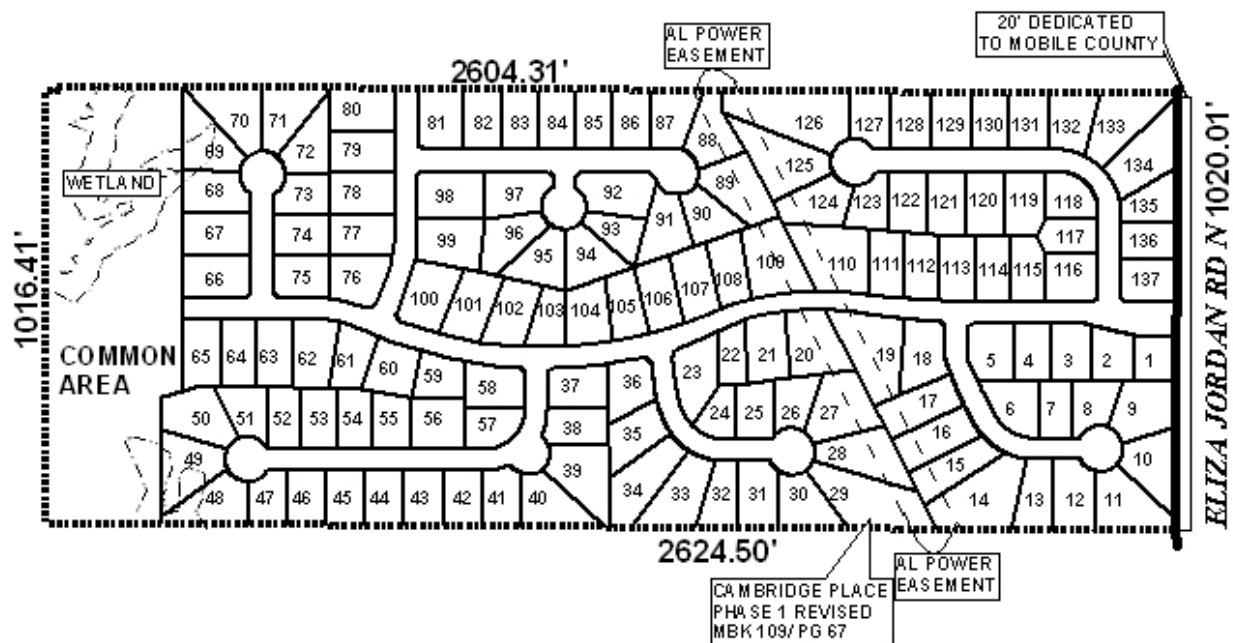 20' DEDICATED
TO MOBILE COUNTY
AL POWER
EASEMENT
2604.31'
70 71 80 81 82 83 84 85 86 87 88 126 127 128 129 130 131 132 133
69 72 79 125 134
WETLAND
68 73 78 98 97 92 89 124 123 122 121 120 119 118 135
67 74 77 99 96 93 91 90 117 136
66 75 76 95 94 109 110 111 112 113 114 115 116 137
100 101 102 103 104 105 106 107 108
1016.41'
ELIZA JORDAN RD N 1020.01'
COMMON
AREA
65 64 63 62 61 60 59 58 37 36 23 22 21 20 19 18 5 4 3 2 1
50 51 52 53 54 55 56 57 38 35 24 25 26 27 17 6 7 8 9
49 39 28 16 15 10
48 47 46 45 44 43 42 41 40 34 33 32 31 30 29 14 13 12 11
2624.50'
AL POWER
EASEMENT
CAMBRIDGE PLACE
PHASE 1 REVISED
MBK 109/ PG 67